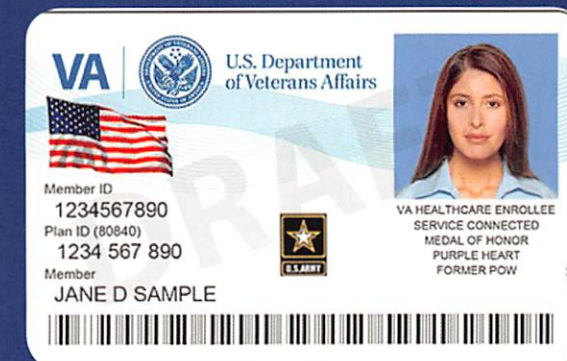 VA
U.S. Department
of Veterans Affairs
Member ID
1234567890
Plan ID (80840)
1234 567 890
Member
JANE D SAMPLE
U.S.ARMY
VA HEALTHCARE ENROLLEE
SERVICE CONNECTED
MEDAL OF HONOR
PURPLE HEART
FORMER POW
DRAFT